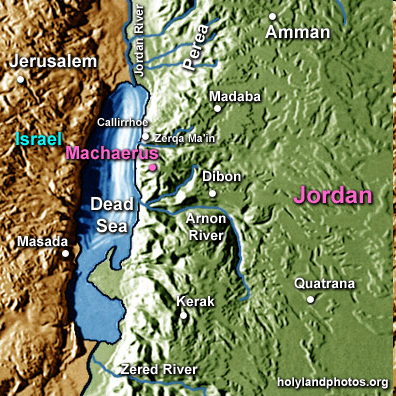 Jordan River
Perea
Amman
Jerusalem
Madaba
Callirrhoe
Zerqa Ma'in
Israel
Machaerus
Dibon
Jordan
Dead
Sea
Arnon
River
Masada
Quatrana
Kerak
Zered River
holylandphotos.org